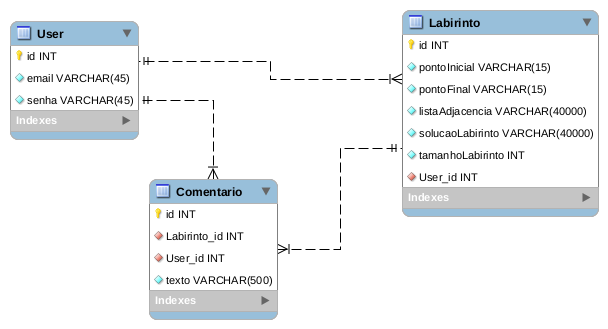 User
id INT
email VARCHAR(45)
senha VARCHAR(45)
Indexes
Labirinto
id INT
pontoInicial VARCHAR(15)
pontoFinal VARCHAR(15)
listaAdjacencia VARCHAR(40000)
solucaoLabirinto VARCHAR(40000)
tamanhoLabirinto INT
User_id INT
Indexes
Comentario
id INT
Labirinto_id INT
User_id INT
texto VARCHAR(500)
Indexes